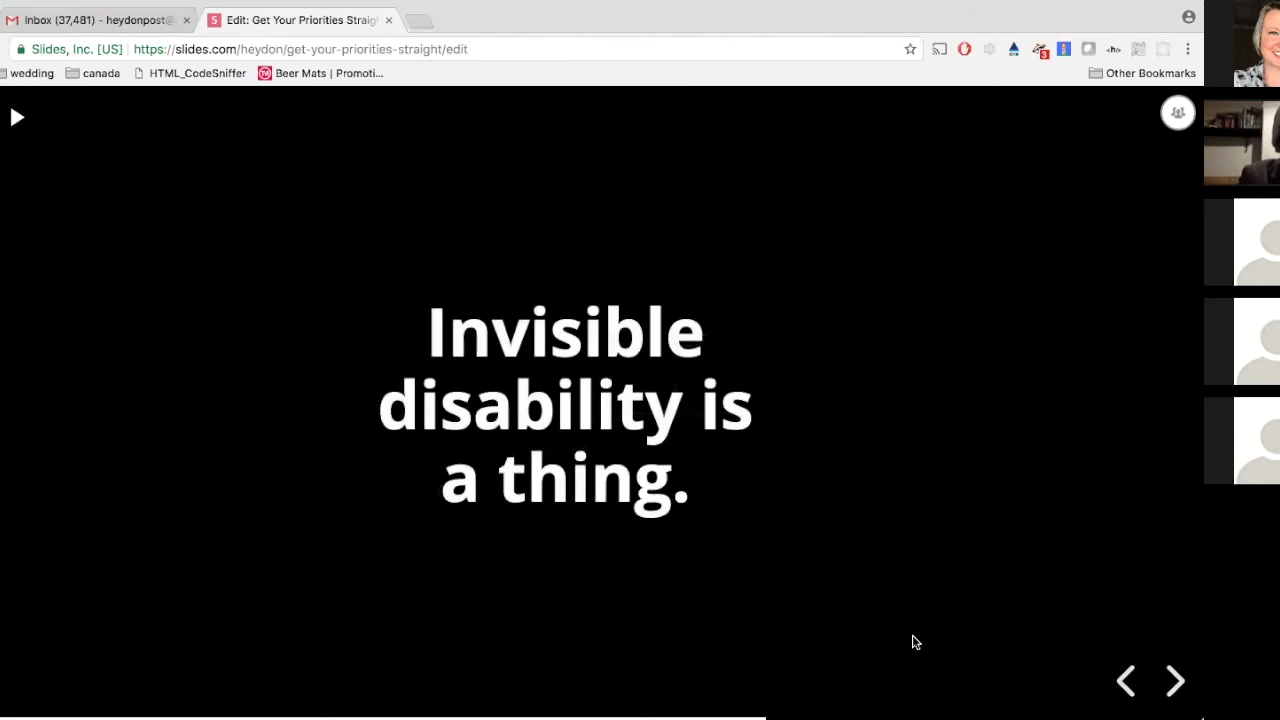 Inbox (37,481) - heydonpost@
Edit: Get Your Priorities Straig
Slides, Inc. [US]
https://slides.com/heydon/get-your-priorities-straight/edit
wedding
canada
HTML_CodeSniffer
Beer Mats | Promoti...
Other Bookmarks
Invisible
disability is
a thing.